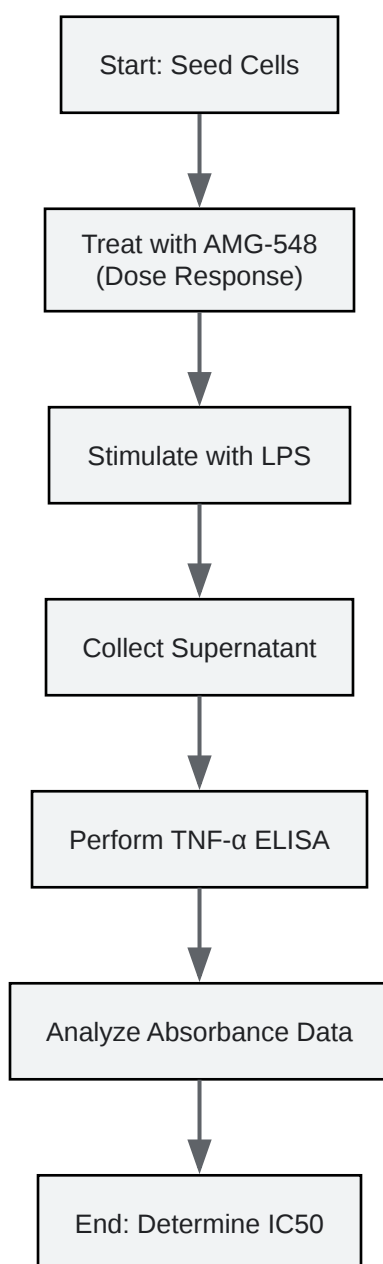 Start: Seed Cells
Treat with AMG-548
(Dose Response)
Stimulate with LPS
Collect Supernatant
Perform TNF-α ELISA
Analyze Absorbance Data
End: Determine IC50